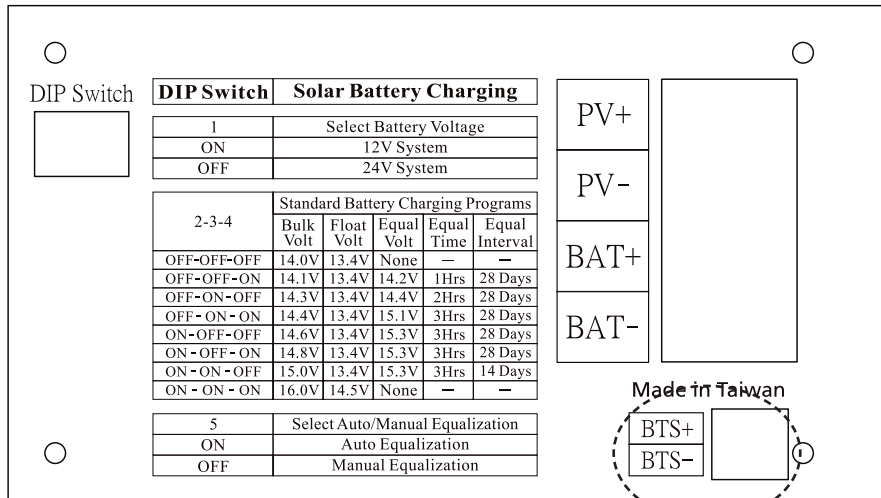 DIP Switch
DIP Switch Solar Battery Charging
1 Select Battery Voltage
ON 12V System
OFF 24V System
2-3-4 Standard Battery Charging Programs
Bulk Volt Float Volt Equal Volt Equal Time Equal Interval
OFF-OFF-OFF 14.0V 13.4V None — —
OFF-OFF-ON 14.1V 13.4V 14.2V 1Hrs 28 Days
OFF-ON-OFF 14.3V 13.4V 14.4V 2Hrs 28 Days
OFF-ON-ON 14.4V 13.4V 15.1V 3Hrs 28 Days
ON-OFF-OFF 14.6V 13.4V 15.3V 3Hrs 28 Days
ON-OFF-ON 14.8V 13.4V 15.3V 3Hrs 28 Days
ON-ON-OFF 15.0V 13.4V 15.3V 3Hrs 14 Days
ON-ON-ON 16.0V 14.5V None — —
5 Select Auto/Manual Equalization
ON Auto Equalization
OFF Manual Equalization
PV+
PV-
BAT+
BAT-
Made in Taiwan
BTS+
BTS-